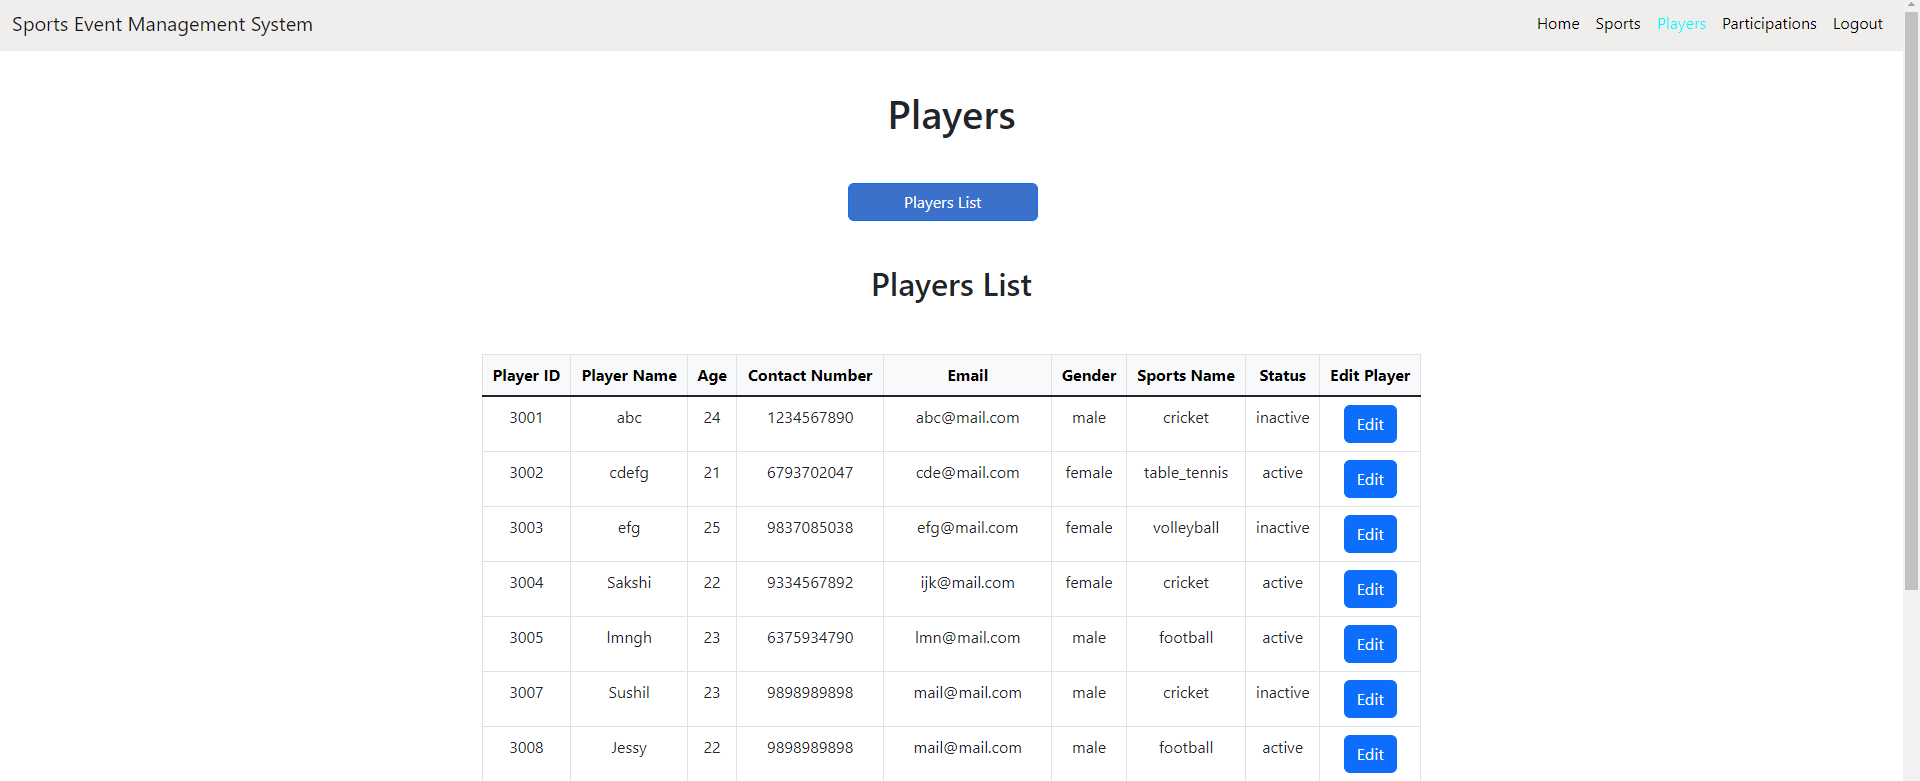 Sports Event Management System Home Sports Players Participations Logout
Players
Players List
Players List
Player ID Player Name Age Contact Number Email Gender Sports Name Status Edit Player
3001 abc 24 1234567890 abc@mail.com male cricket inactive Edit
3002 cdefg 21 6793702047 cde@mail.com female table_tennis active Edit
3003 efg 25 9837085038 efg@mail.com female volleyball inactive Edit
3004 Sakshi 22 9334567892 ijk@mail.com female cricket active Edit
3005 lmngh 23 6375934790 lmn@mail.com male football active Edit
3007 Sushil 23 9898989898 mail@mail.com male cricket inactive Edit
3008 Jessy 22 9898989898 mail@mail.com male football active Edit